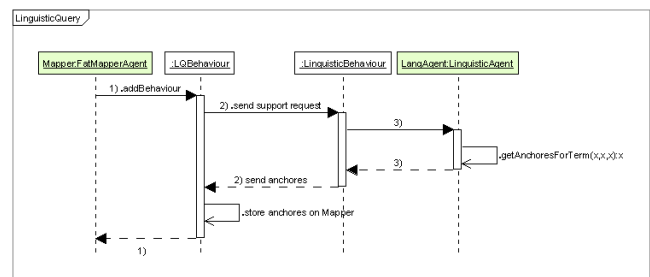 LinguisticQuery
Mapper:FatMapperAgent
:LQBehaviour
:LinguisticBehaviour
LangAgent:LinguisticAgent
1) .addBehaviour
2) .send support request
3)
.getAnchoresForTerm(x,x,x):x
3)
2) send anchores
.store anchores on Mapper
1)